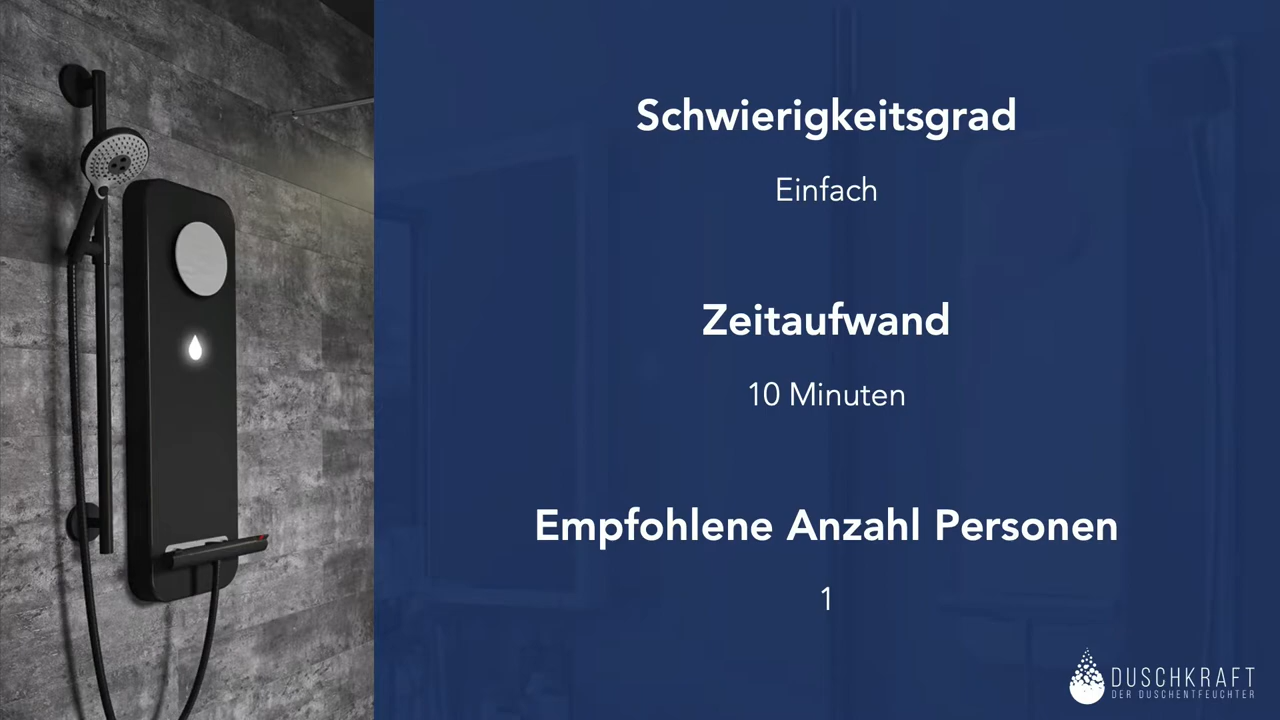 Schwierigkeitsgrad
Einfach
Zeitaufwand
10 Minuten
Empfohlene Anzahl Personen
1
DUSCHKRAFT
DER DUSCHENTFEUCHTER